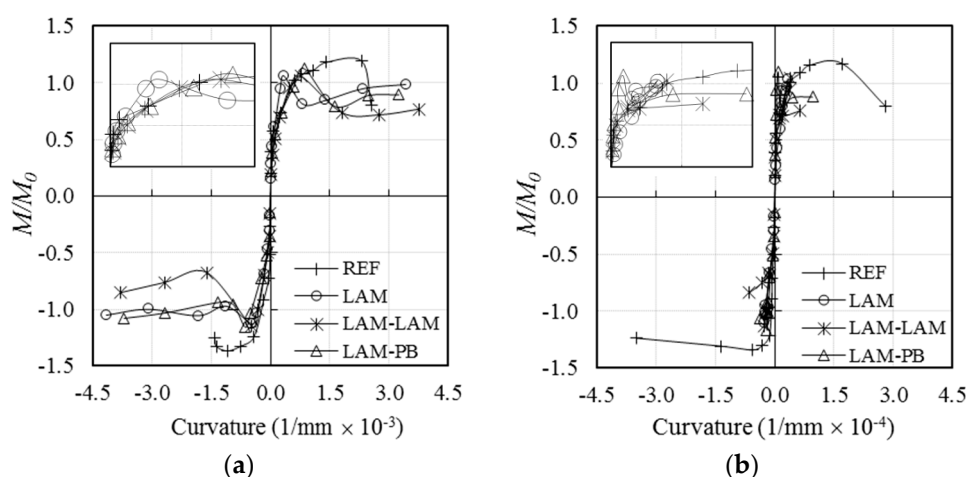 1.5
1.0
0.5
0.0
-0.5
-1.0
-1.5
M/M0
-4.5 -3.0 -1.5 0.0 1.5 3.0 4.5
Curvature (1/mm × 10-3)
REF
LAM
LAM-LAM
LAM-PB
(a)
1.5
1.0
0.5
0.0
-0.5
-1.0
-1.5
M/M0
-4.5 -3.0 -1.5 0.0 1.5 3.0 4.5
Curvature (1/mm × 10-4)
REF
LAM
LAM-LAM
LAM-PB
(b)